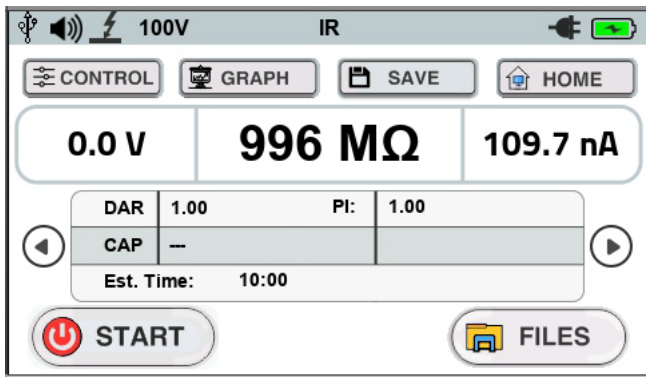 100V IR
CONTROL GRAPH SAVE HOME
0.0 V 996 MΩ 109.7 nA
DAR 1.00 PI: 1.00
CAP ---
Est. Time: 10:00
START FILES